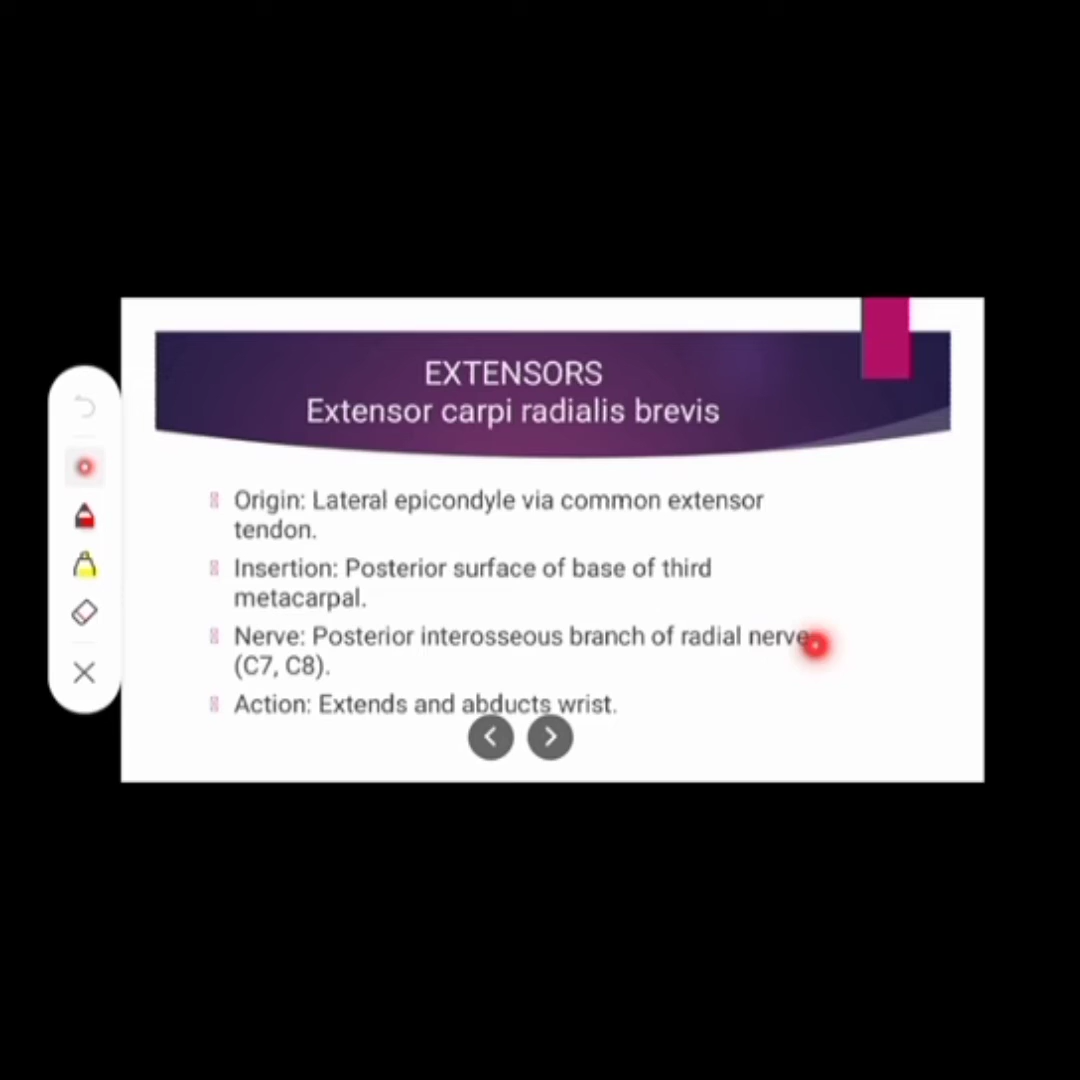 EXTENSORS
Extensor carpi radialis brevis
Origin: Lateral epicondyle via common extensor
tendon.
Insertion: Posterior surface of base of third
metacarpal.
Nerve: Posterior interosseous branch of radial nerve
(C7, C8).
Action: Extends and abducts wrist.